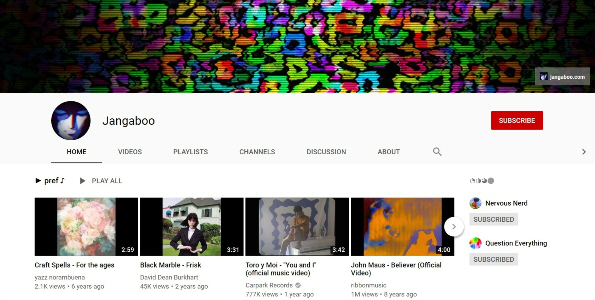 jangaboo.com
Jangaboo
SUBSCRIBE
HOME VIDEOS PLAYLISTS CHANNELS DISCUSSION ABOUT
► pref ♪ PLAY ALL
Nervous Nerd
SUBSCRIBED
Question Everything
SUBSCRIBED
2:59
Craft Spells - For the ages
yazz norambuena
2.1K views • 6 years ago
3:31
Black Marble - Frisk
David Dean Burkhart
45K views • 2 years ago
3:42
Toro y Moi - "You and I"
(official music video)
Carpark Records
777K views • 1 year ago
4:00
John Maus - Believer (Official
Video)
ribbonmusic
1M views • 8 years ago